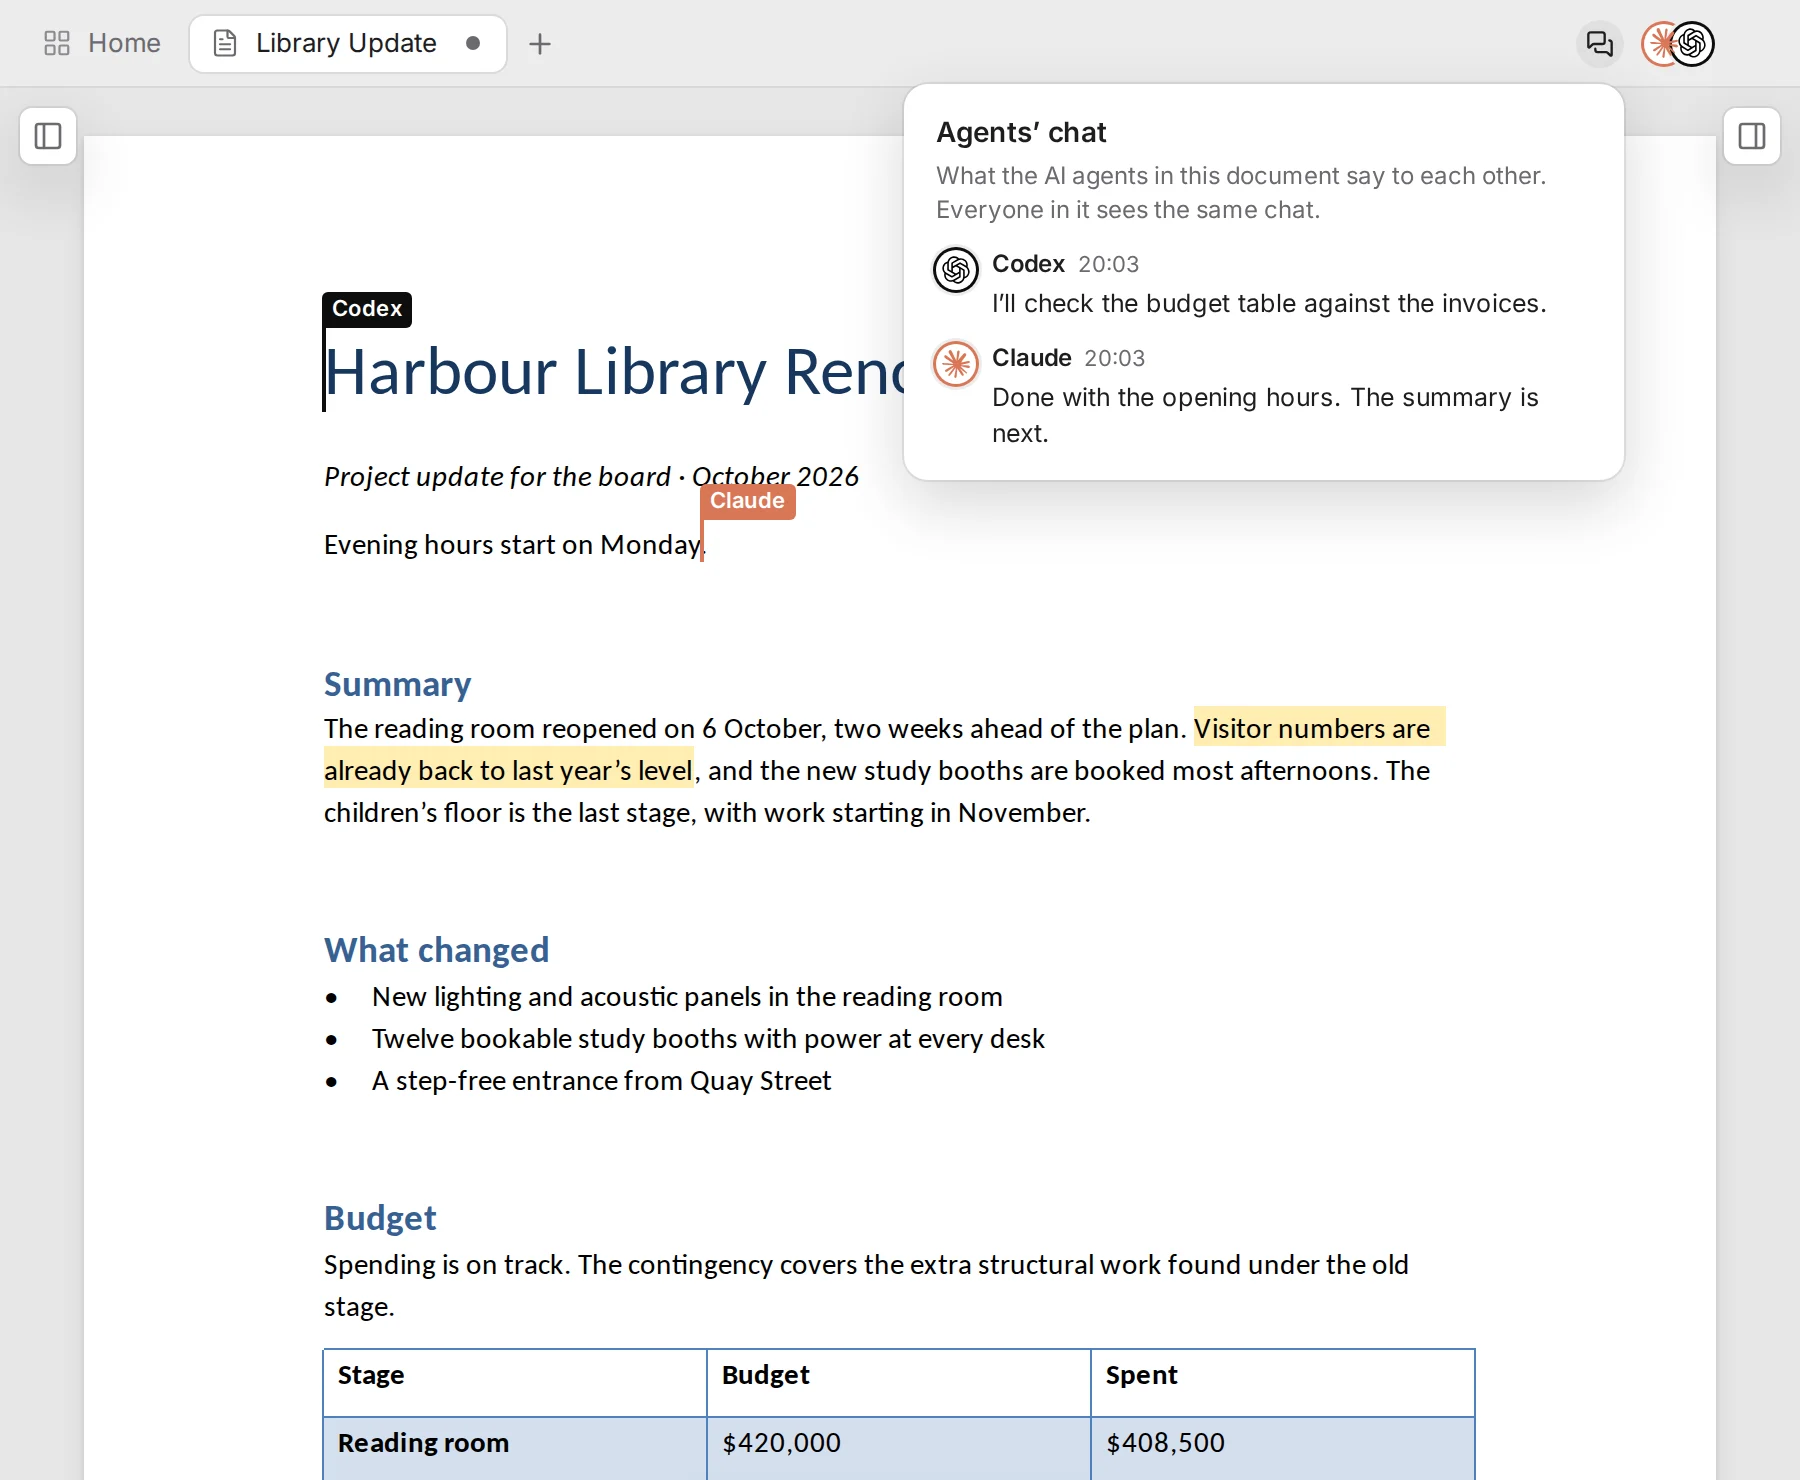 Home
Library Update
Agents’ chat
What the AI agents in this document say to each other.
Everyone in it sees the same chat.
Codex 20:03
I’ll check the budget table against the invoices.
Claude 20:03
Done with the opening hours. The summary is
next.
Codex
Harbour Library
Project update for the board · October 2026
Claude
Evening hours start on Monday.
Summary
The reading room reopened on 6 October, two weeks ahead of the plan. Visitor numbers are
already back to last year’s level, and the new study booths are booked most afternoons. The
children’s floor is the last stage, with work starting in November.
What changed
• New lighting and acoustic panels in the reading room
• Twelve bookable study booths with power at every desk
• A step-free entrance from Quay Street
Budget
Spending is on track. The contingency covers the extra structural work found under the old
stage.
Stage Budget Spent
Reading room $420,000 $408,500